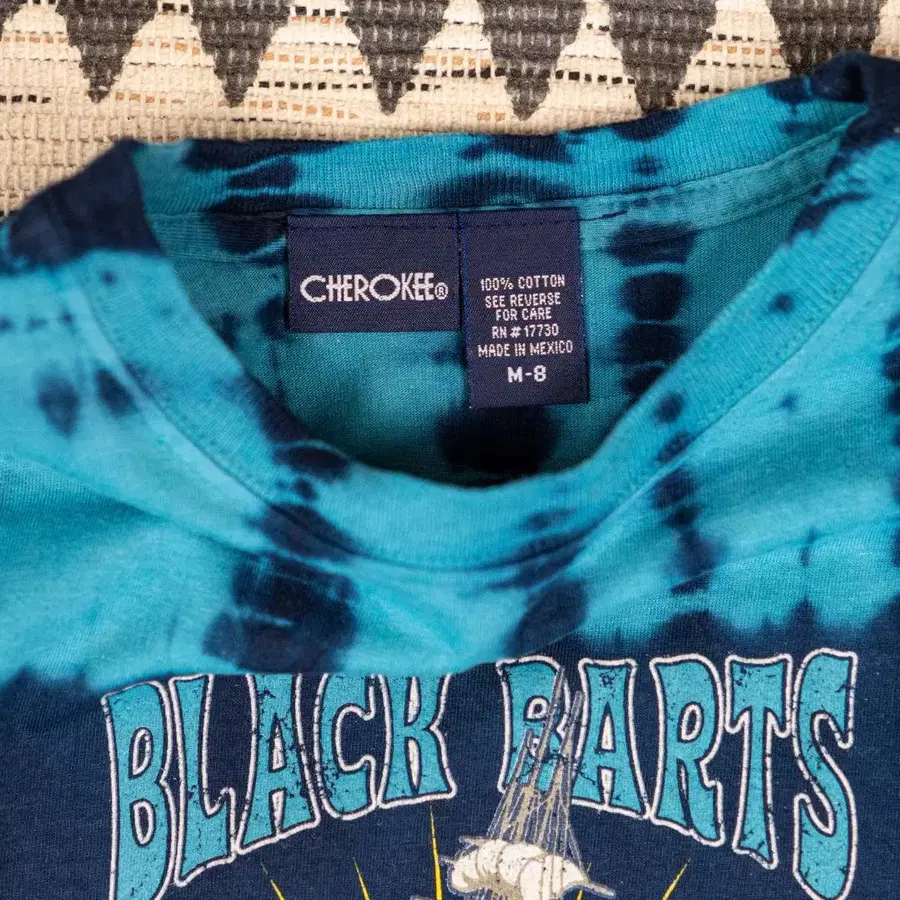 CHEROKEE®
100% COTTON
SEE REVERSE
FOR CARE
RN # 17730
MADE IN MEXICO
M-8
BLACK BARTS